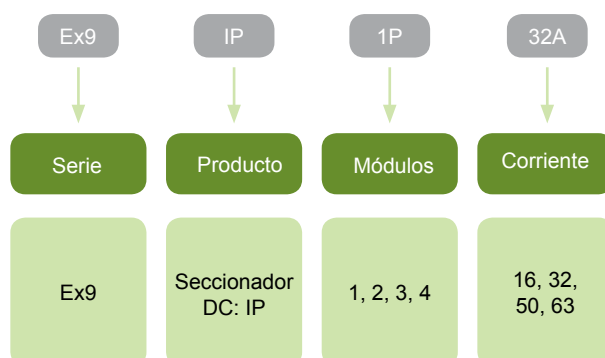 Ex9 IP 1P 32A
Serie Producto Módulos Corriente
Ex9
Seccionador
DC: IP
1, 2, 3, 4
16, 32,
50, 63